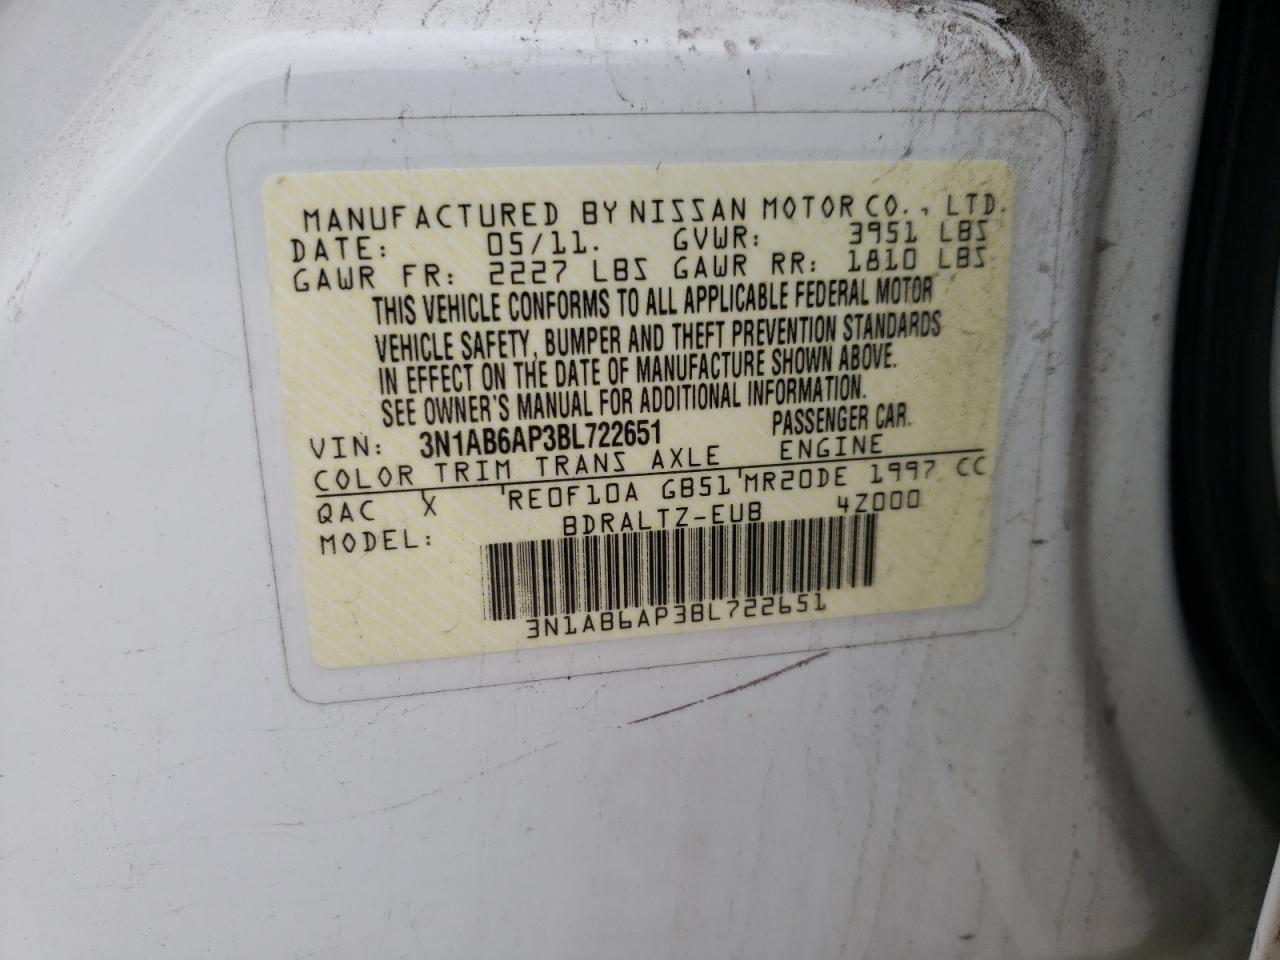 MANUFACTURED BY NISSAN MOTOR CO., LTD.
DATE: 05/11. GVWR: 3951 LBS
GAWR FR: 2227 LBS GAWR RR: 1810 LBS
THIS VEHICLE CONFORMS TO ALL APPLICABLE FEDERAL MOTOR
VEHICLE SAFETY, BUMPER AND THEFT PREVENTION STANDARDS
IN EFFECT ON THE DATE OF MANUFACTURE SHOWN ABOVE.
SEE OWNER'S MANUAL FOR ADDITIONAL INFORMATION.
VIN: 3N1AB6AP3BL722651 PASSENGER CAR.
COLOR TRIM TRANS AXLE ENGINE
QAC X RE0F10A GB51 MR20DE 1997 CC
MODEL: BDRALTZ-EUB 4Z000
3N1AB6AP3BL722651